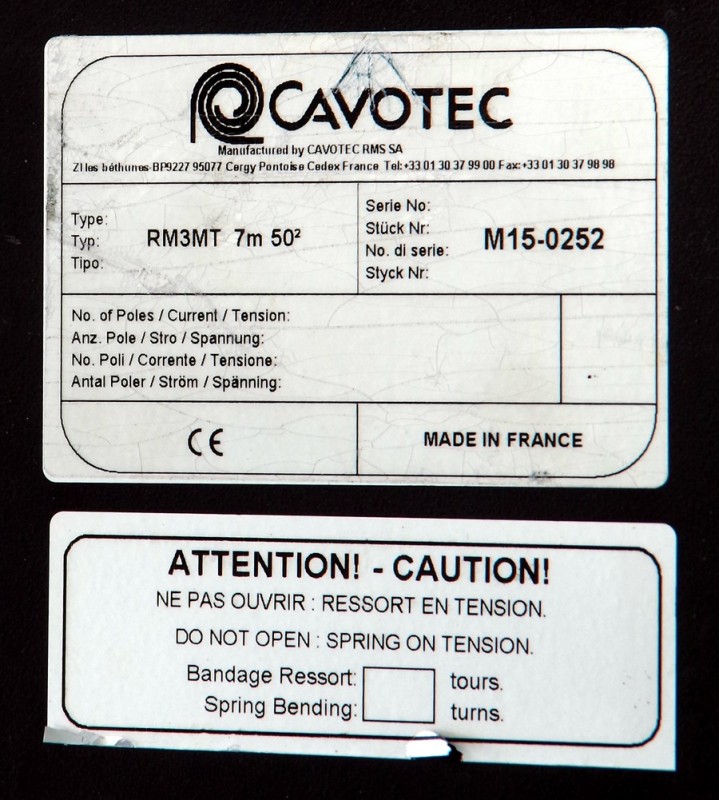 CAVOTEC
Manufactured by CAVOTEC RMS SA
ZI les béthunes-BP9227 95077 Cergy Pontoise Cedex France Tel:+33 01 30 37 99 00 Fax:+33 01 30 37 98 98
Type:
Typ:
Tipo:
RM3MT 7m 50²
Serie No:
Stück Nr:
No. di serie:
Styck Nr:
M15-0252
No. of Poles / Current / Tension:
Anz. Pole / Stro / Spannung:
No. Poli / Corrente / Tensione:
Antal Poler / Ström / Spänning:
CE
MADE IN FRANCE
ATTENTION! - CAUTION!
NE PAS OUVRIR : RESSORT EN TENSION.
DO NOT OPEN : SPRING ON TENSION.
Bandage Ressort: tours.
Spring Bending: turns.